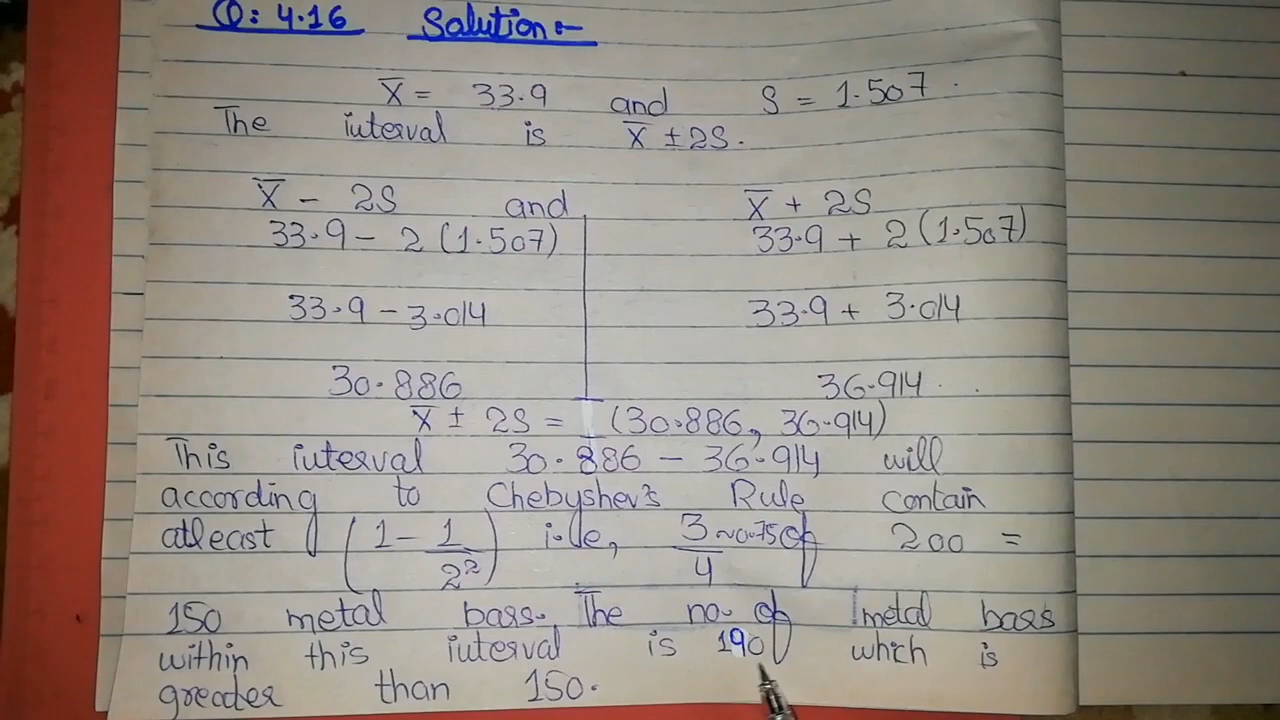 Q: 4.16 Salution:-
X̄ = 33.9 and S = 1.507.
The interval is X̄ ± 2S.
X̄ - 2S and X̄ + 2S
33.9 - 2 (1.507) 33.9 + 2 (1.507)
33.9 - 3.014 33.9 + 3.014
30.886 36.914.
X̄ ± 2S = (30.886, 36.914)
This interval 30.886 - 36.914 will
according to Chebyshev's Rule contain
atleast (1 - 1/2²) i.e, 3/4 ~0.75 of 200 =
150 metal bars. The no. of metal bars
within this interval is 190 which is
greater than 150.